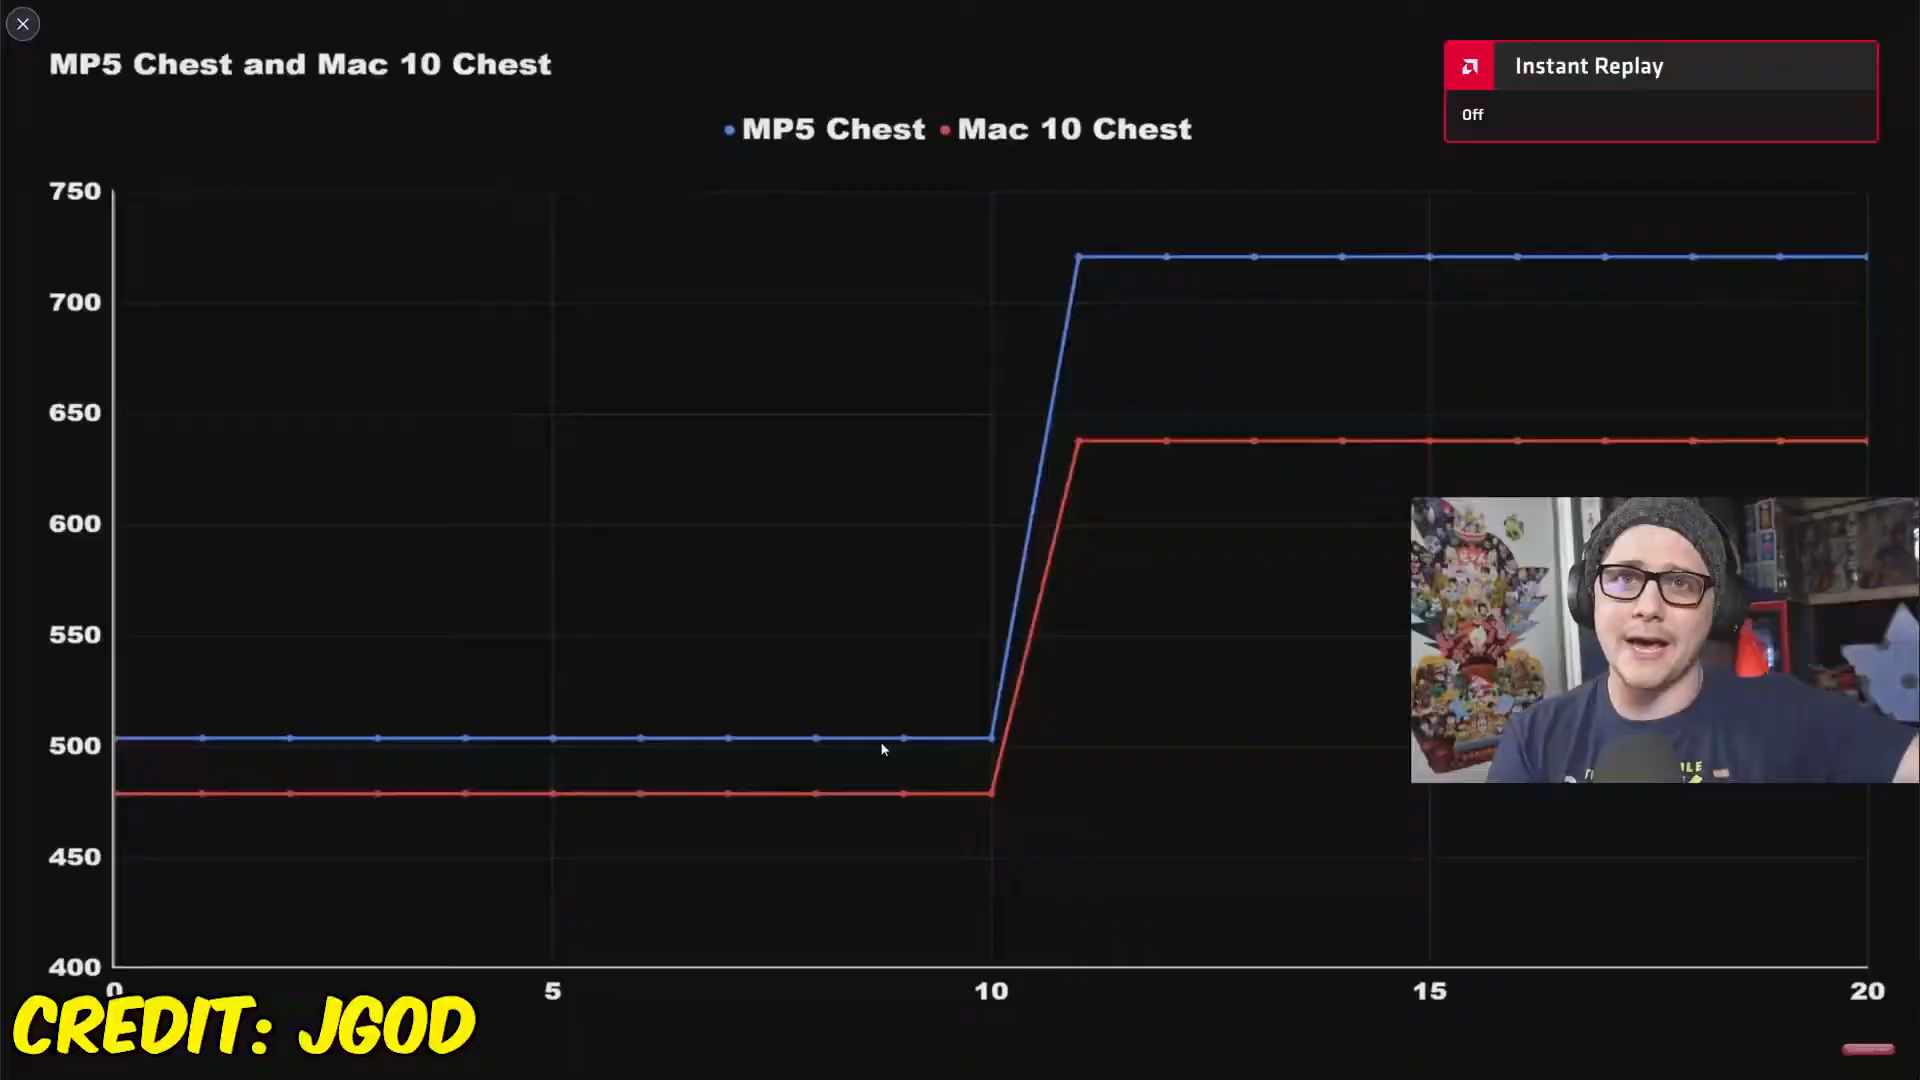 MP5 Chest and Mac 10 Chest
Instant Replay
Off
MP5 Chest Mac 10 Chest
750
700
650
600
550
500
450
400
0 5 10 15 20
CREDIT: JGOD